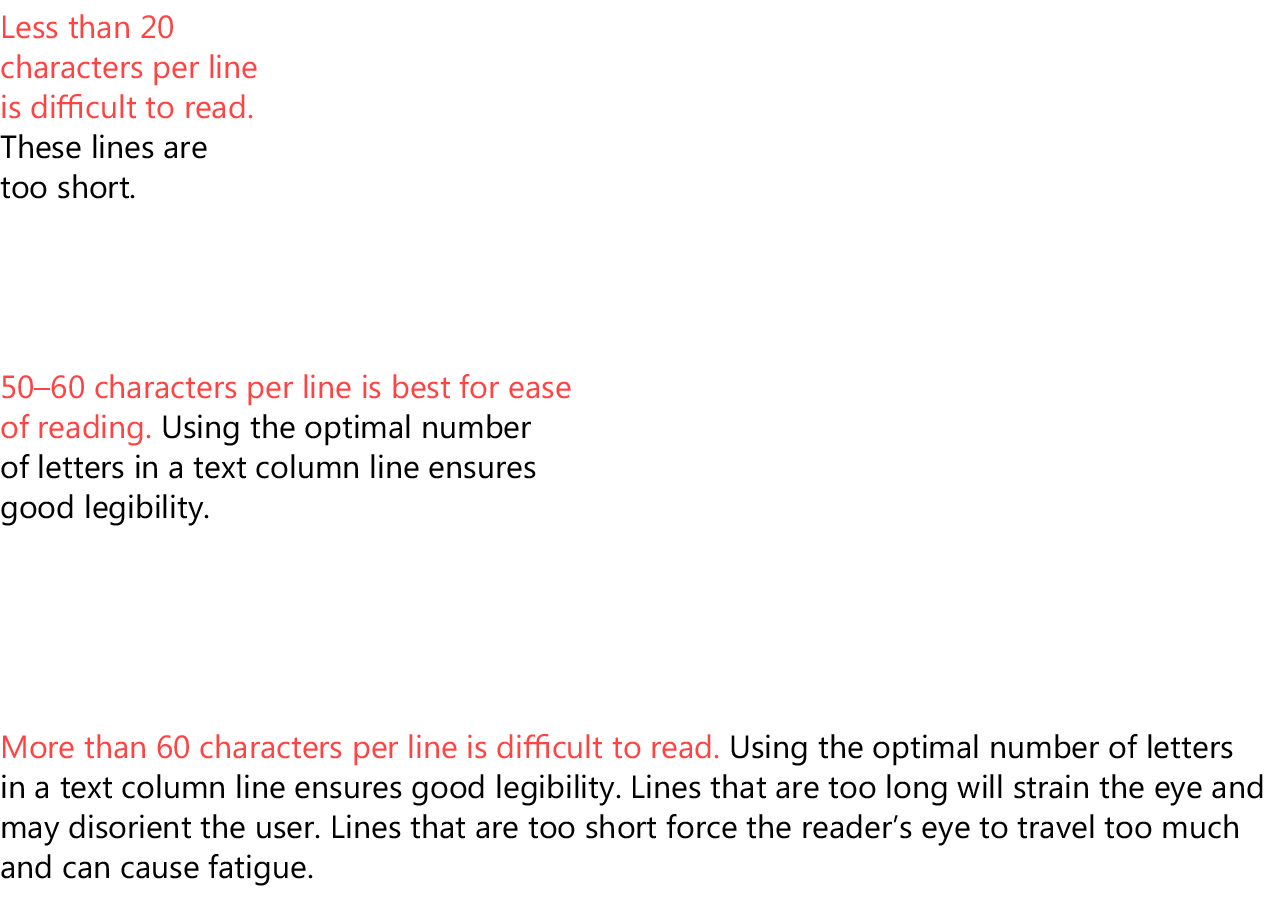 Less than 20
characters per line
is difficult to read.
These lines are
too short.
50–60 characters per line is best for ease
of reading. Using the optimal number
of letters in a text column line ensures
good legibility.
More than 60 characters per line is difficult to read. Using the optimal number of letters
in a text column line ensures good legibility. Lines that are too long will strain the eye and
may disorient the user. Lines that are too short force the reader’s eye to travel too much
and can cause fatigue.